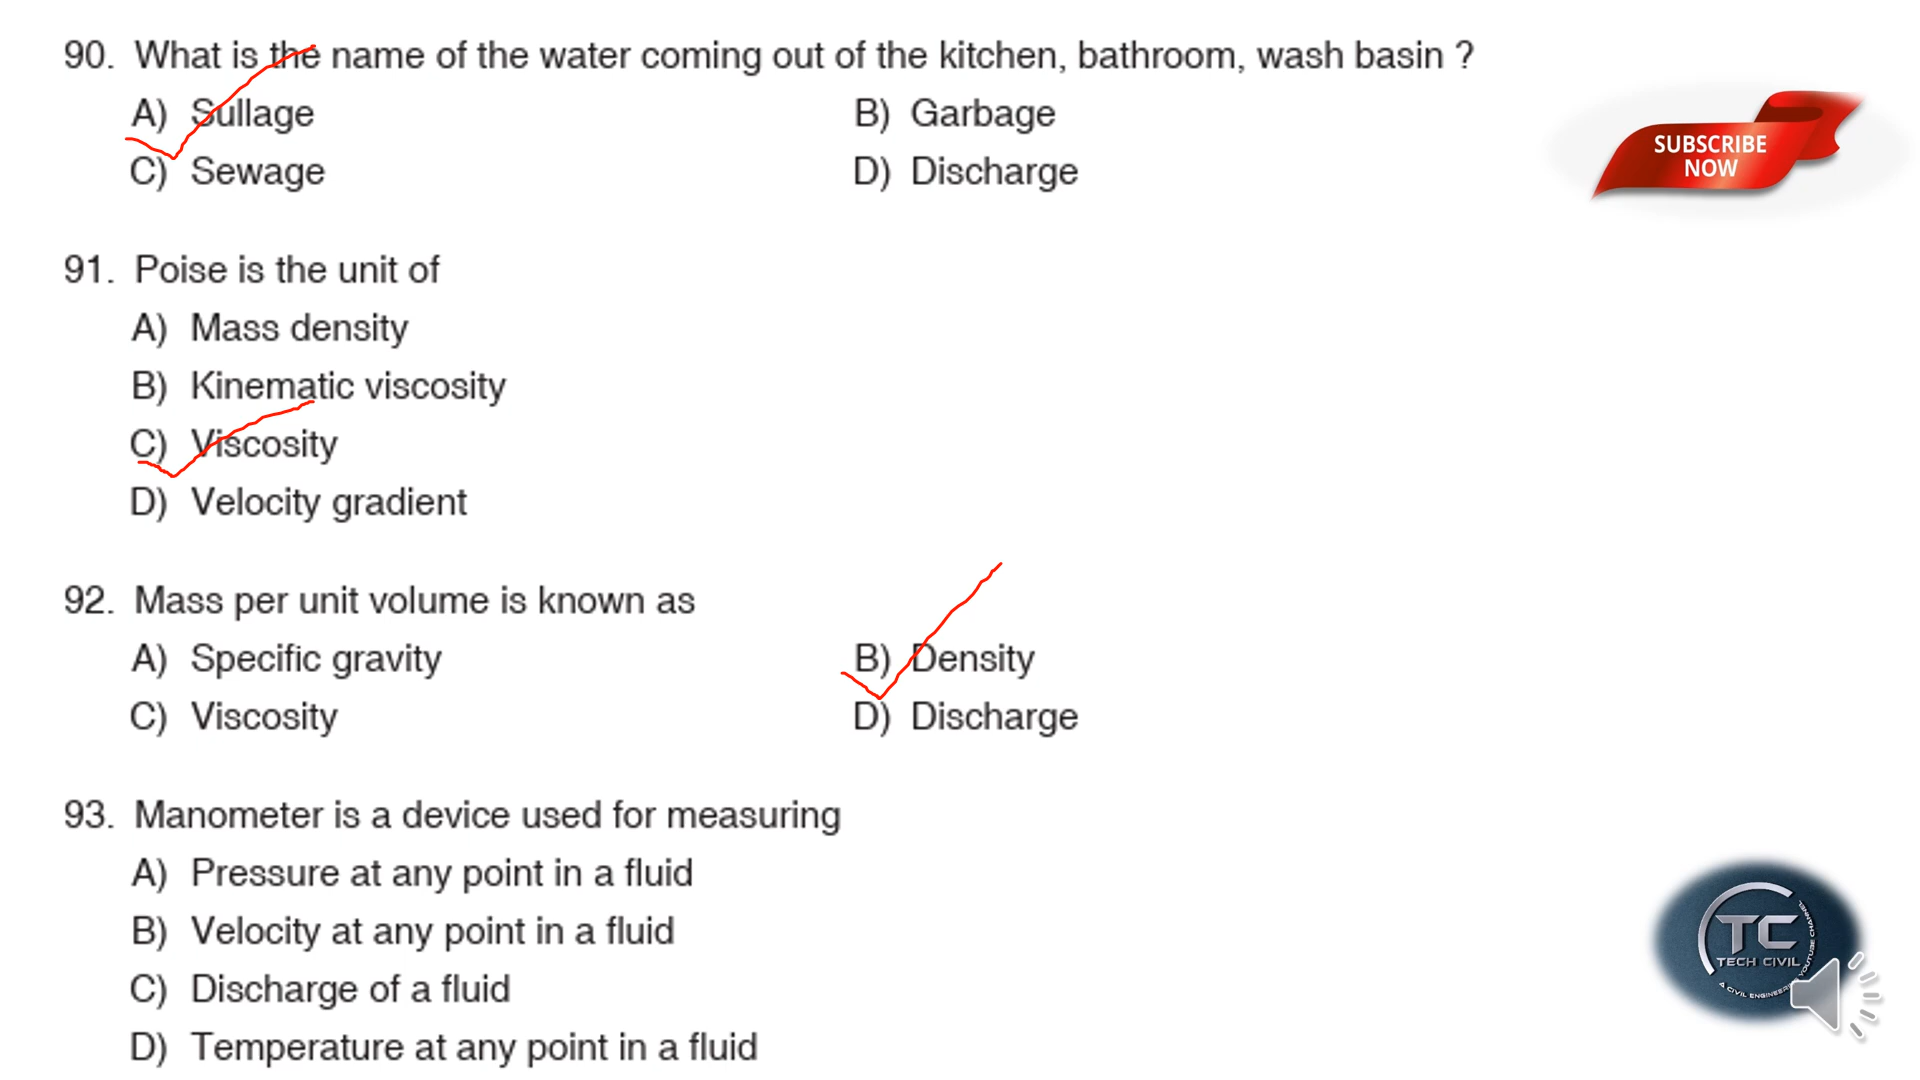 90. What is the name of the water coming out of the kitchen, bathroom, wash basin ?
A) Sullage B) Garbage
C) Sewage D) Discharge
SUBSCRIBE
NOW
91. Poise is the unit of
A) Mass density
B) Kinematic viscosity
C) Viscosity
D) Velocity gradient
92. Mass per unit volume is known as
A) Specific gravity B) Density
C) Viscosity D) Discharge
93. Manometer is a device used for measuring
A) Pressure at any point in a fluid
B) Velocity at any point in a fluid
C) Discharge of a fluid
D) Temperature at any point in a fluid
TC
TECH CIVIL
A CIVIL ENGINEERING YOUTUBE CHANNEL